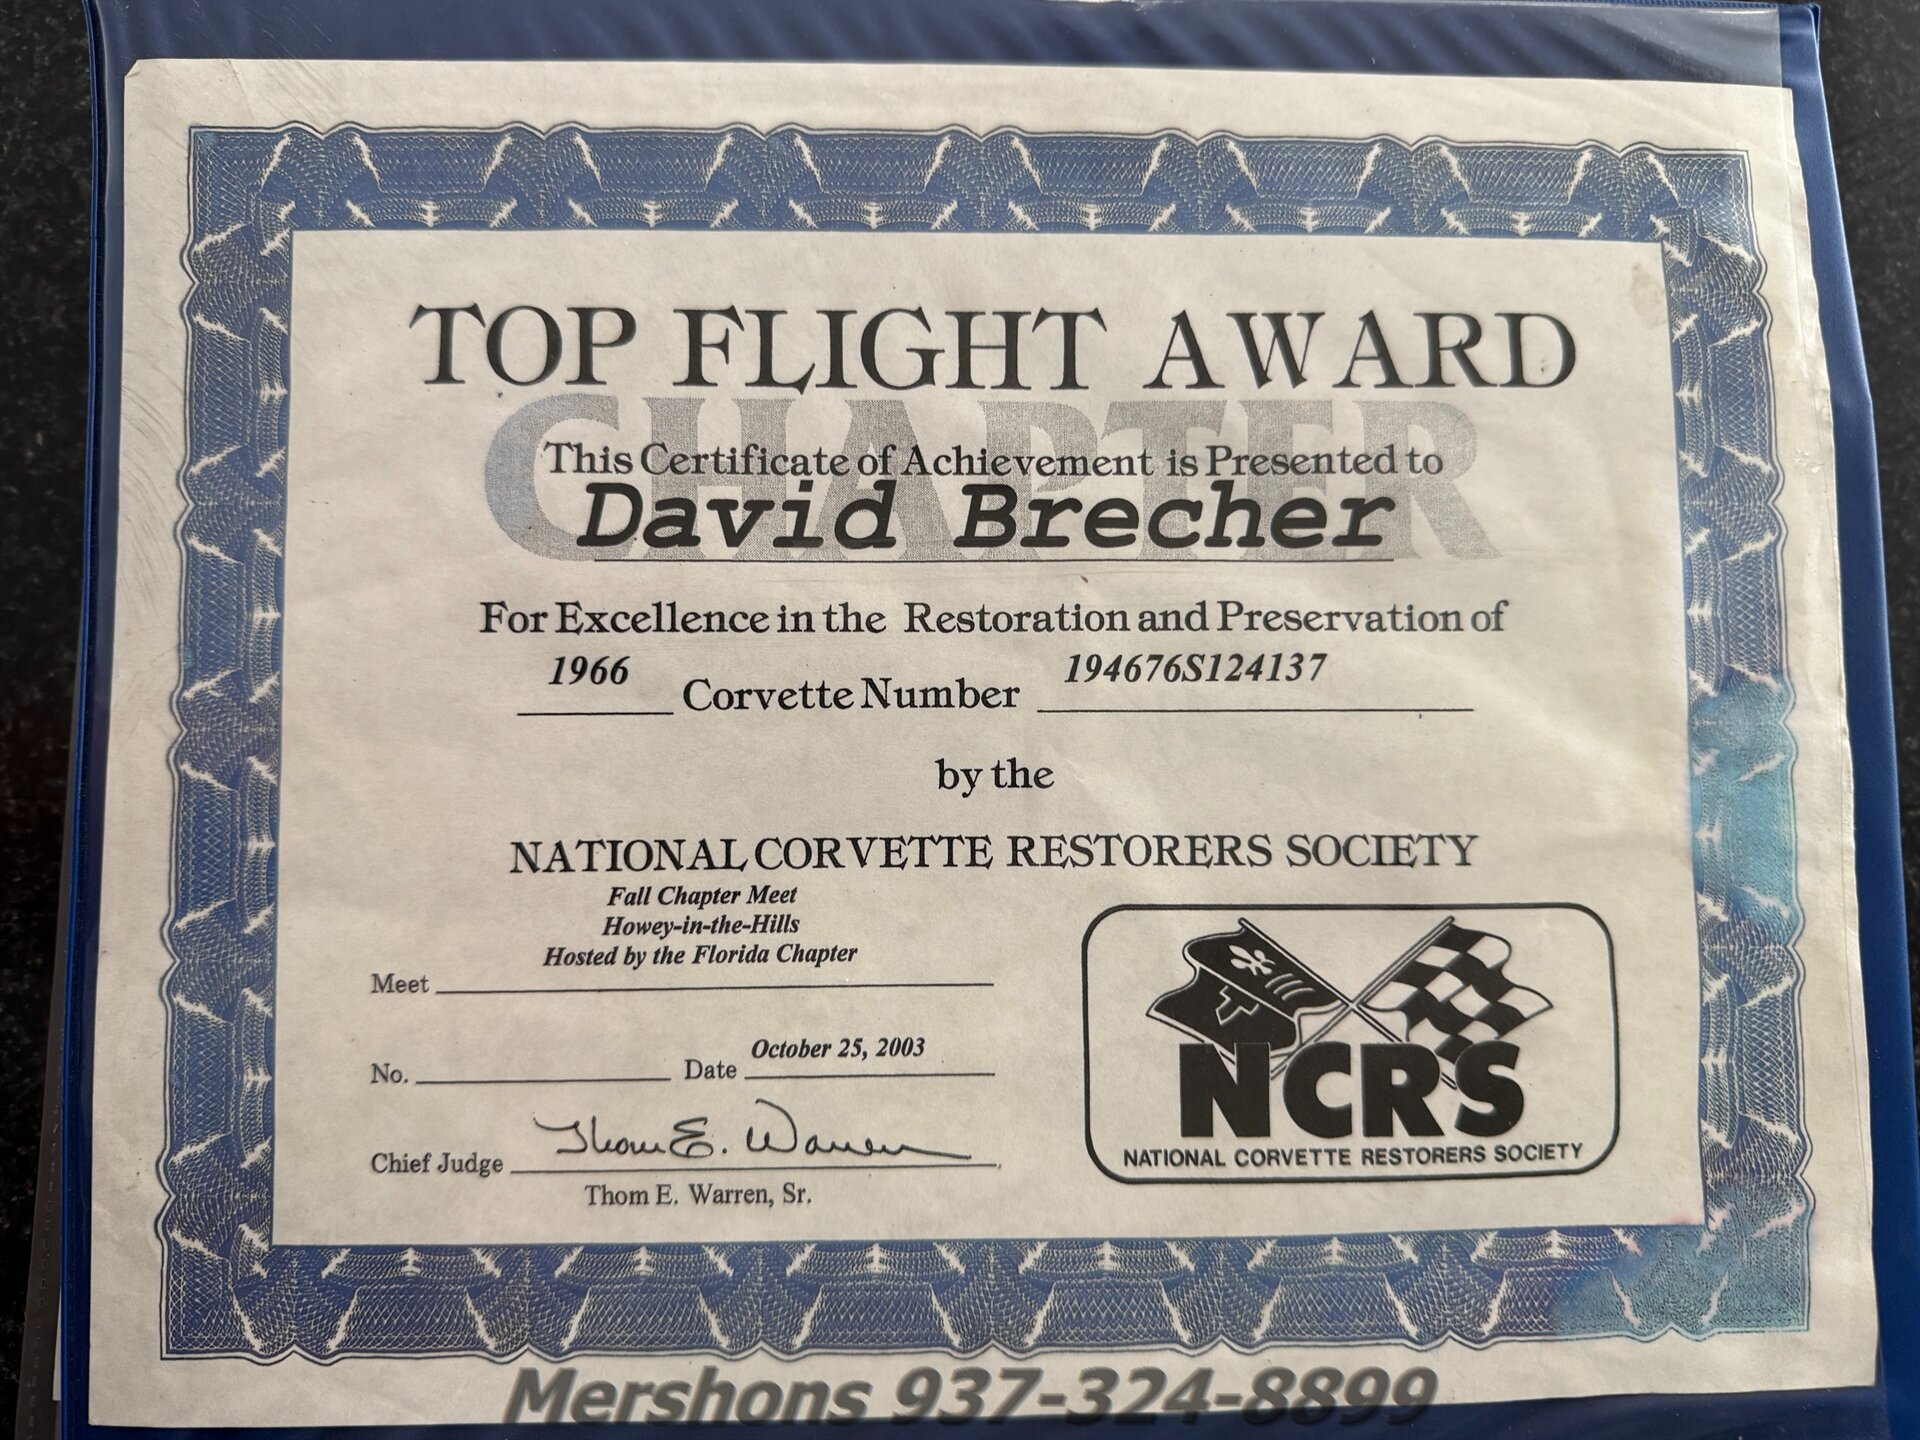 TOP FLIGHT AWARD
CHAPTER
This Certificate of Achievement is Presented to
David Brecher
For Excellence in the Restoration and Preservation of
1966 Corvette Number 194676S124137
by the
NATIONAL CORVETTE RESTORERS SOCIETY
Fall Chapter Meet
Howey-in-the-Hills
Hosted by the Florida Chapter
Meet
No. Date October 25, 2003
Chief Judge Thom E. Warren
Thom E. Warren, Sr.
NCRS
NATIONAL CORVETTE RESTORERS SOCIETY
Mershons 937-324-8899